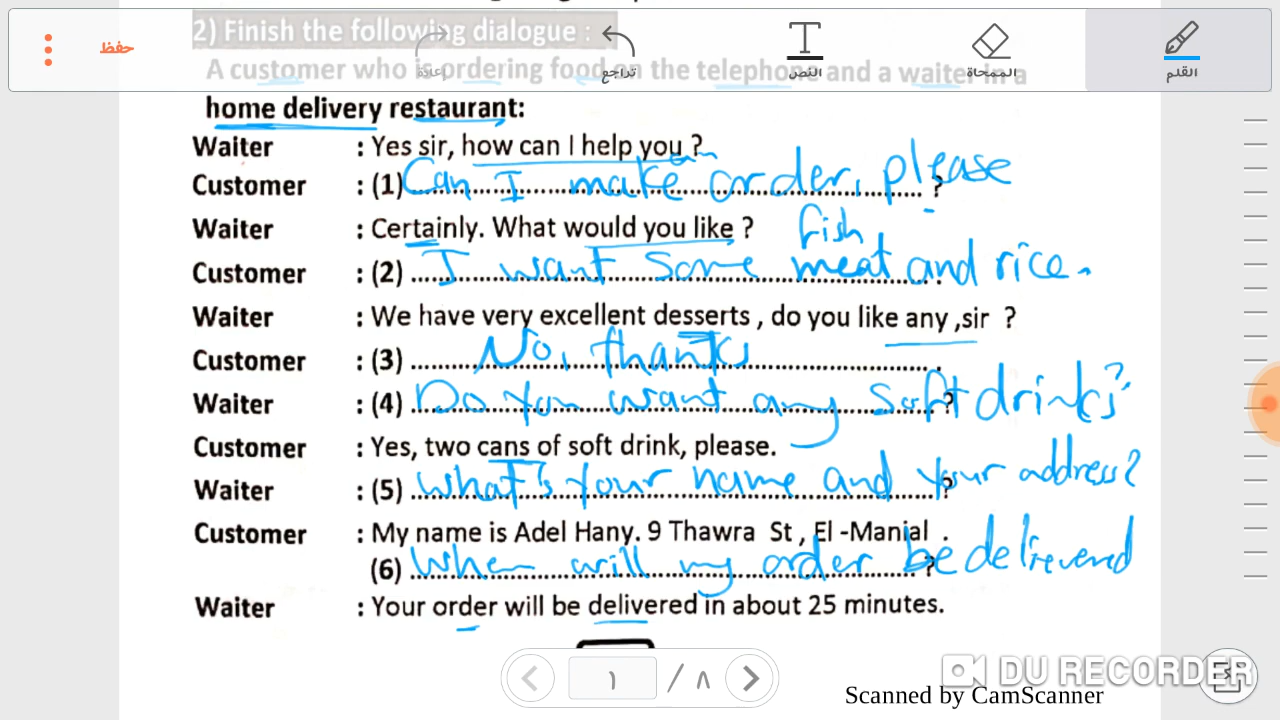 2) Finish the following dialogue :
حفظ
إعادة
تراجع
النص
الممحاة
القلم
A customer who is ordering food on the telephone and a waiter in a
home delivery restaurant:
Waiter : Yes sir, how can I help you ?
Customer : (1) Can I make order, please ?
Waiter : Certainly. What would you like ?
fish
Customer : (2) I want some meat and rice.
Waiter : We have very excellent desserts , do you like any ,sir ?
Customer : (3) No, thanks
Waiter : (4) Do you want any soft drinks?
Customer : Yes, two cans of soft drink, please.
Waiter : (5) What's your name and your address?
Customer : My name is Adel Hany. 9 Thawra St , El -Manial .
(6) When will my order be delivered ?
Waiter : Your order will be delivered in about 25 minutes.
١ / ٨
DU RECORDER
Scanned by CamScanner